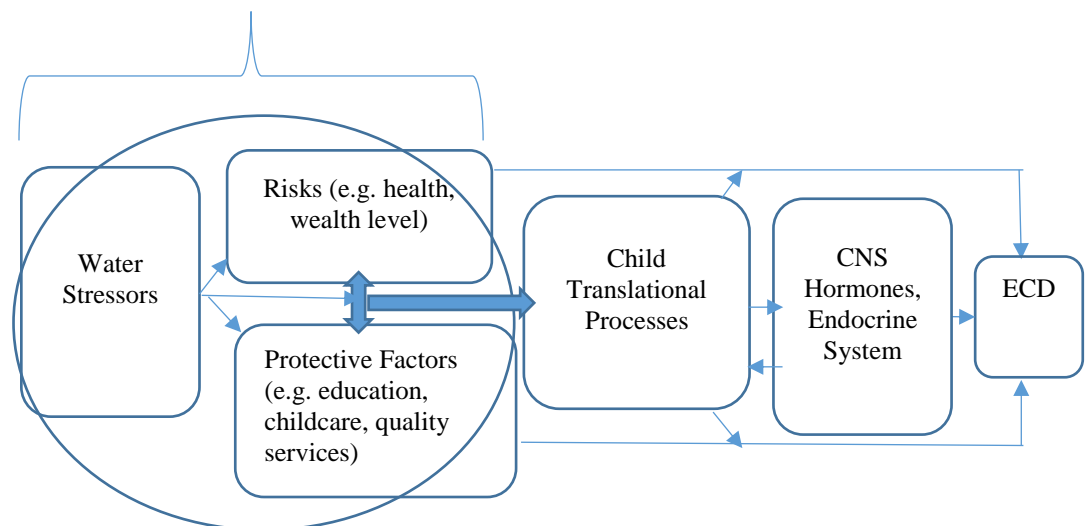 Water
Stressors
Risks (e.g. health,
wealth level)
Protective Factors
(e.g. education,
childcare, quality
services)
Child
Translational
Processes
CNS
Hormones,
Endocrine
System
ECD